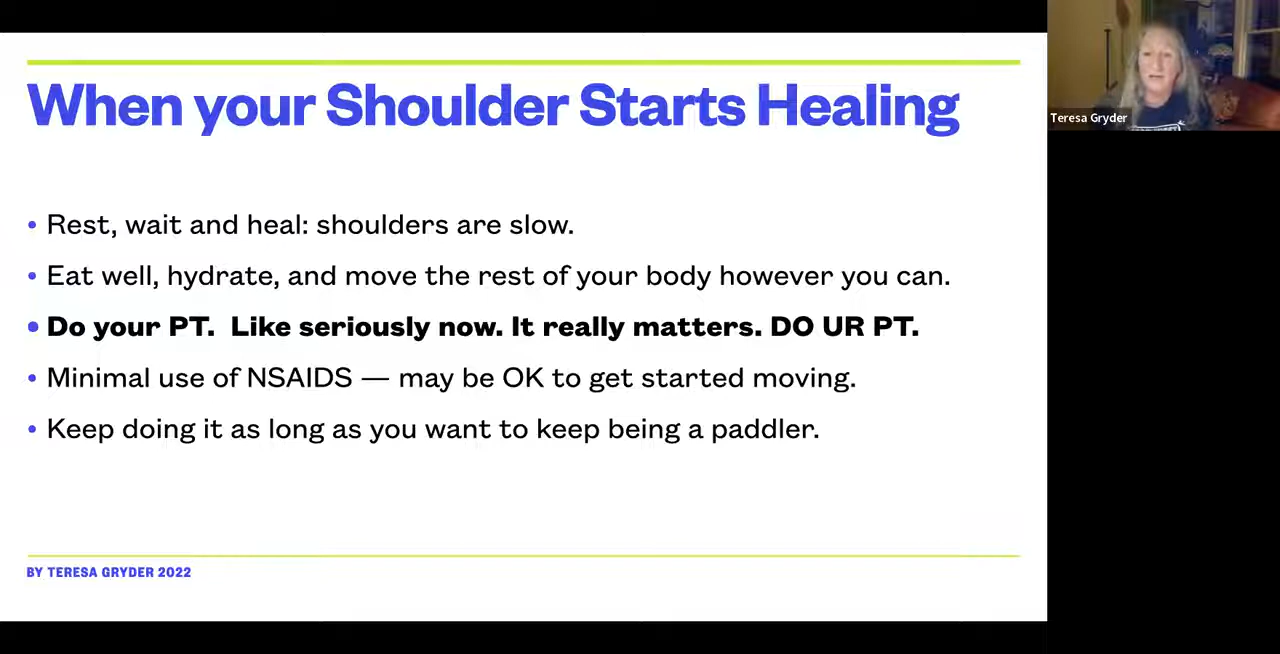 When your Shoulder Starts Healing
• Rest, wait and heal: shoulders are slow.
• Eat well, hydrate, and move the rest of your body however you can.
• Do your PT.  Like seriously now. It really matters. DO UR PT.
• Minimal use of NSAIDS — may be OK to get started moving.
• Keep doing it as long as you want to keep being a paddler.
BY TERESA GRYDER 2022
Teresa Gryder